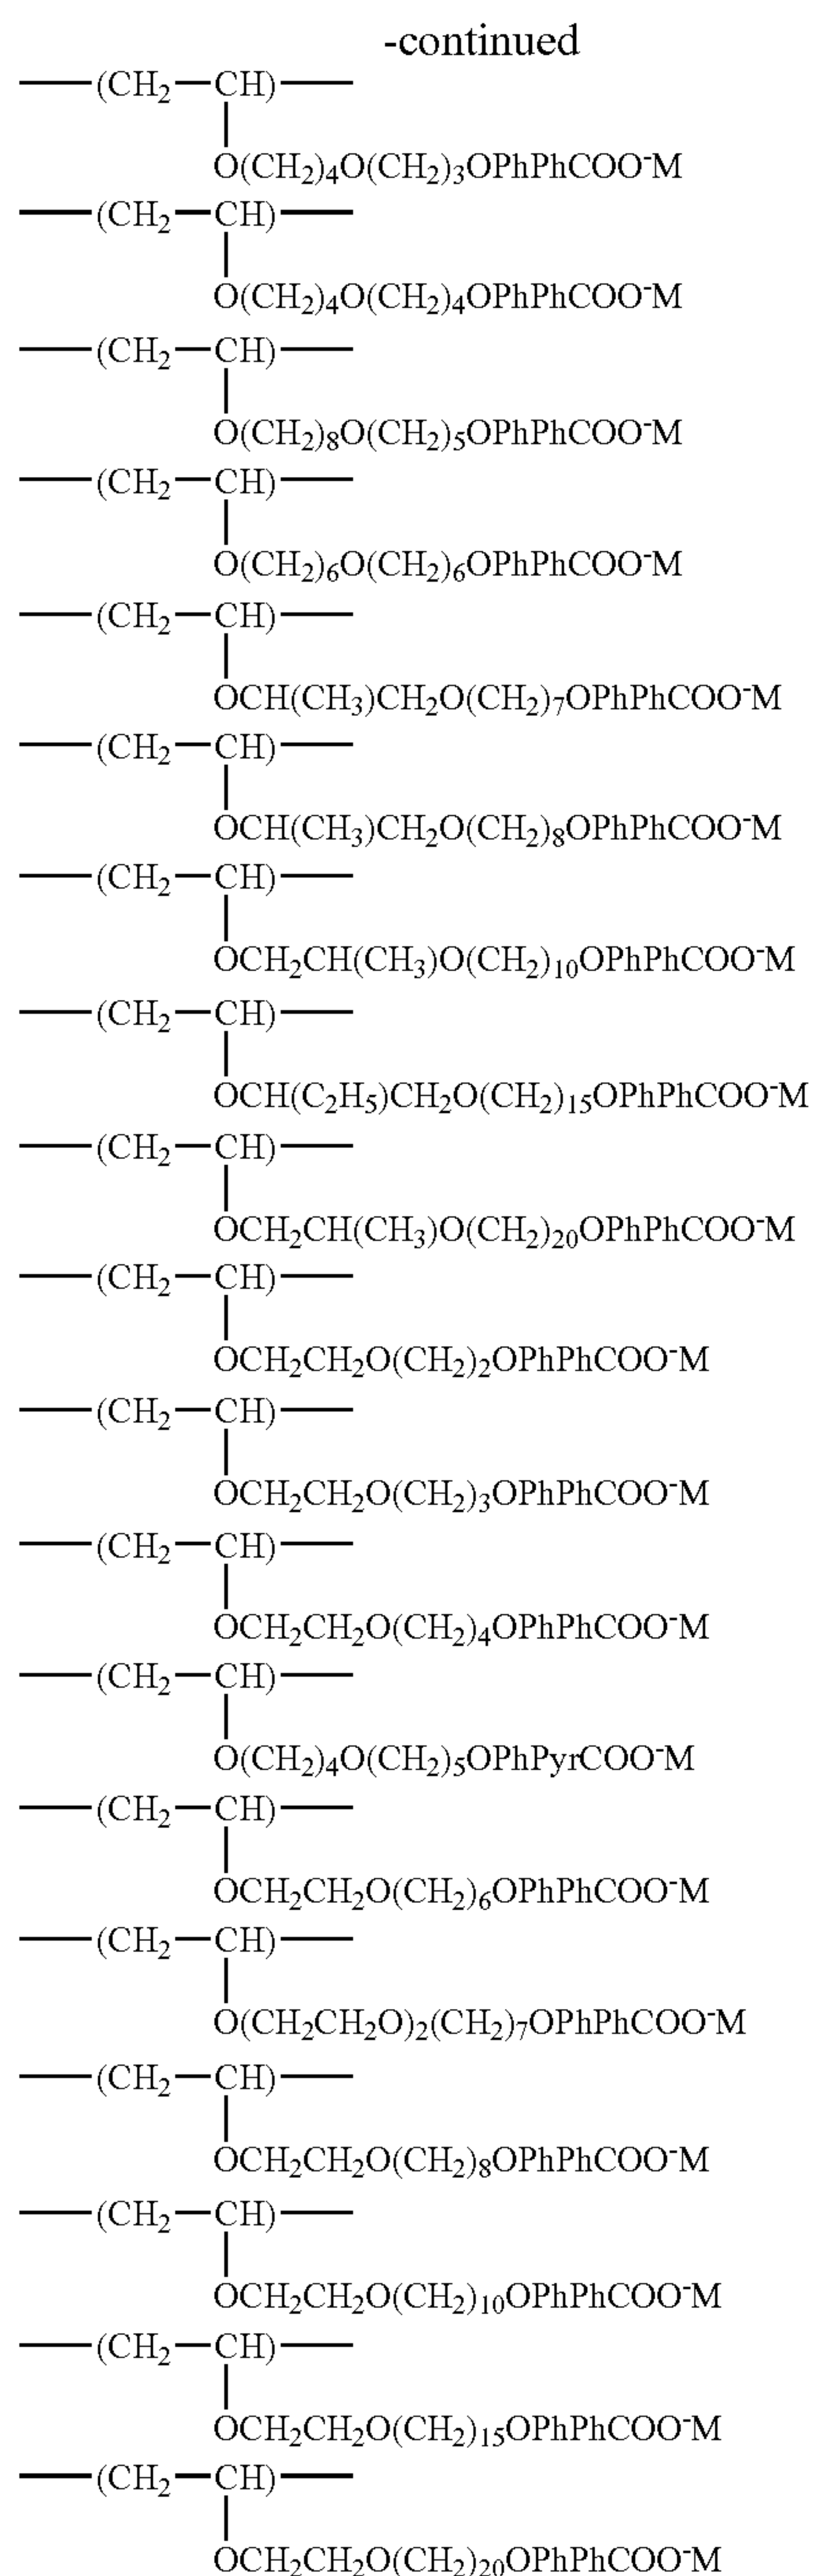 -continued
—(CH₂—CH)—
O(CH₂)₄O(CH₂)₃OPhPhCOO⁻M
—(CH₂—CH)—
O(CH₂)₄O(CH₂)₄OPhPhCOO⁻M
—(CH₂—CH)—
O(CH₂)₈O(CH₂)₅OPhPhCOO⁻M
—(CH₂—CH)—
O(CH₂)₆O(CH₂)₆OPhPhCOO⁻M
—(CH₂—CH)—
OCH(CH₃)CH₂O(CH₂)₇OPhPhCOO⁻M
—(CH₂—CH)—
OCH(CH₃)CH₂O(CH₂)₈OPhPhCOO⁻M
—(CH₂—CH)—
OCH₂CH(CH₃)O(CH₂)₁₀OPhPhCOO⁻M
—(CH₂—CH)—
OCH(C₂H₅)CH₂O(CH₂)₁₅OPhPhCOO⁻M
—(CH₂—CH)—
OCH₂CH(CH₃)O(CH₂)₂₀OPhPhCOO⁻M
—(CH₂—CH)—
OCH₂CH₂O(CH₂)₂OPhPhCOO⁻M
—(CH₂—CH)—
OCH₂CH₂O(CH₂)₃OPhPhCOO⁻M
—(CH₂—CH)—
OCH₂CH₂O(CH₂)₄OPhPhCOO⁻M
—(CH₂—CH)—
O(CH₂)₄O(CH₂)₅OPhPyrCOO⁻M
—(CH₂—CH)—
OCH₂CH₂O(CH₂)₆OPhPhCOO⁻M
—(CH₂—CH)—
O(CH₂CH₂O)₂(CH₂)₇OPhPhCOO⁻M
—(CH₂—CH)—
OCH₂CH₂O(CH₂)₈OPhPhCOO⁻M
—(CH₂—CH)—
OCH₂CH₂O(CH₂)₁₀OPhPhCOO⁻M
—(CH₂—CH)—
OCH₂CH₂O(CH₂)₁₅OPhPhCOO⁻M
—(CH₂—CH)—
OCH₂CH₂O(CH₂)₂₀OPhPhCOO⁻M